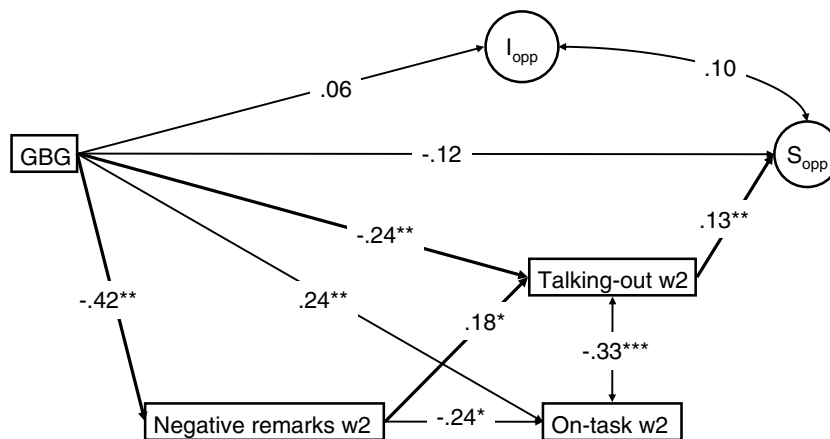 I_opp
.10
.06
GBG
-.12
S_opp
-.24**
.13**
Talking-out w2
-.42**
.24**
.18*
-.33***
Negative remarks w2
-.24*
On-task w2